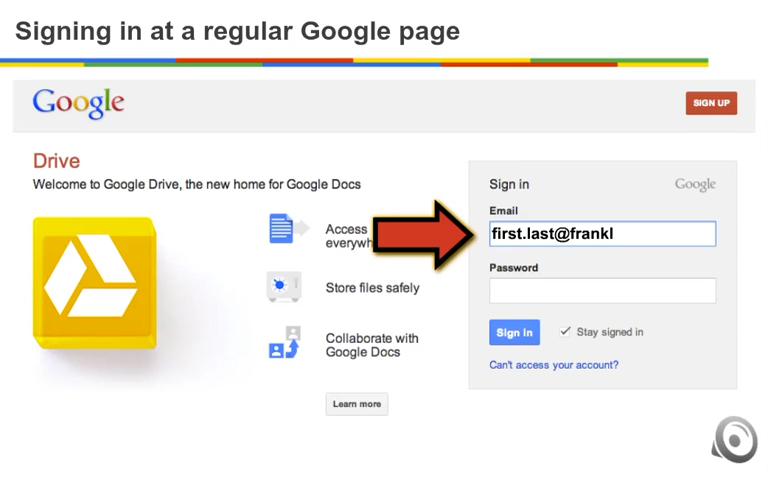 Signing in at a regular Google page
Google
SIGN UP
Drive
Welcome to Google Drive, the new home for Google Docs
Access
everywh
Store files safely
Collaborate with
Google Docs
Learn more
Sign in
Google
Email
first.last@frankl
Password
Sign in
Stay signed in
Can't access your account?